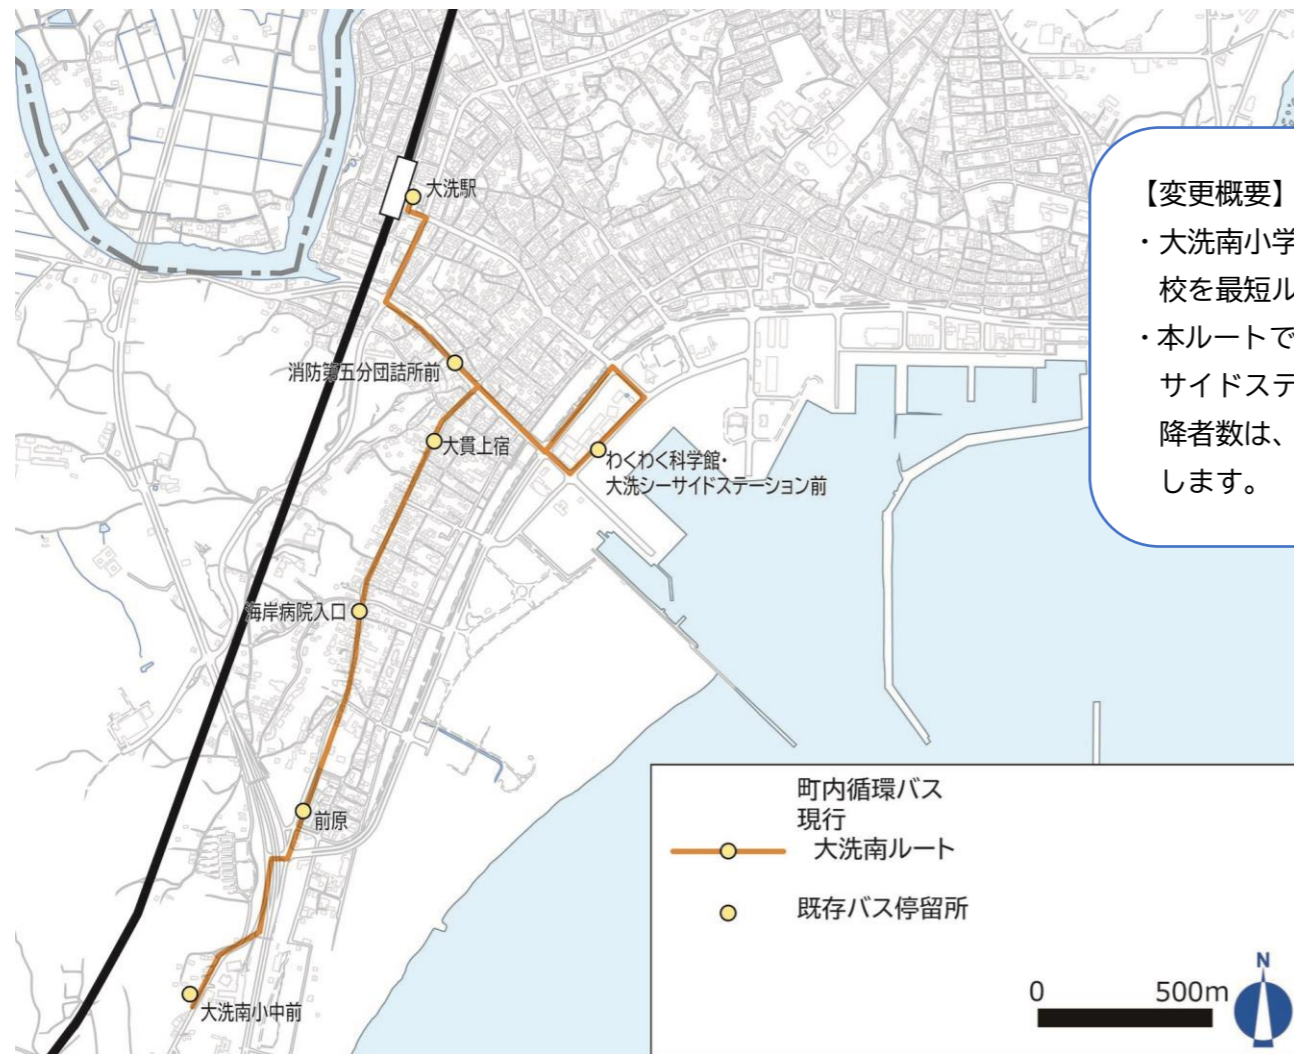 大洗駅
消防第五分団詰所前
大貫上宿
わくわく科学館・
大洗シーサイドステーション前
海岸病院入口
前原
大洗南小中前
【変更概要】
・大洗南小学
校を最短ル
・本ルートで
サイドステ
降者数は、
します。
町内循環バス
現行
大洗南ルート
既存バス停留所
0 500m
N